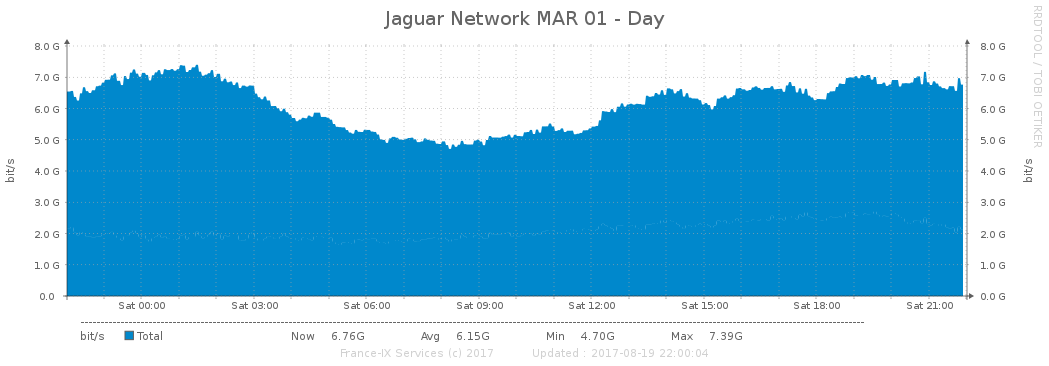 Jaguar Network MAR 01 - Day
RRDTOOL / TOBI OETIKER
bit/s
8.0 G
7.0 G
6.0 G
5.0 G
4.0 G
3.0 G
2.0 G
1.0 G
0.0
8.0 G
7.0 G
6.0 G
5.0 G
4.0 G
3.0 G
2.0 G
1.0 G
0.0 G
bit/s
Sat 00:00 Sat 03:00 Sat 06:00 Sat 09:00 Sat 12:00 Sat 15:00 Sat 18:00 Sat 21:00
bit/s Total Now 6.76G Avg 6.15G Min 4.70G Max 7.39G
France-IX Services (c) 2017 Updated : 2017-08-19 22:00:04